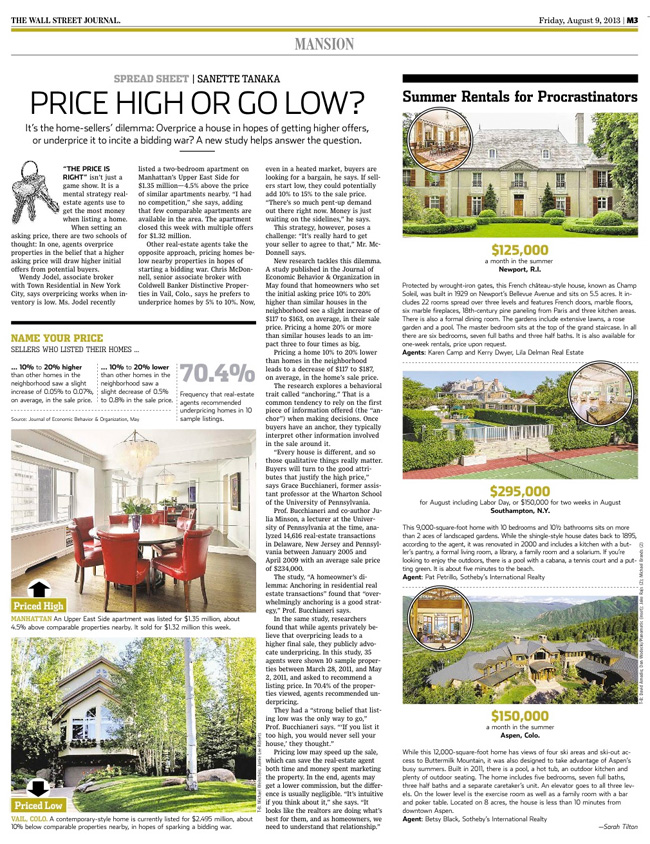 THE WALL STREET JOURNAL.
Friday, August 9, 2013 | M3
MANSION
SPREAD SHEET | SANETTE TANAKA
PRICE HIGH OR GO LOW?
It's the home-sellers' dilemma: Overprice a house in hopes of getting higher offers,
or underprice it to incite a bidding war? A new study helps answer the question.
"THE PRICE IS
RIGHT" isn't just a
game show. It is a
mental strategy real-
estate agents use to
get the most money
when listing a home.
When setting an
asking price, there are two schools of
thought: In one, agents overprice
properties in the belief that a higher
asking price will draw higher initial
offers from potential buyers.
Wendy Jodel, associate broker
with Town Residential in New York
City, says overpricing works when in-
ventory is low. Ms. Jodel recently
listed a two-bedroom apartment on
Manhattan's Upper East Side for
$1.35 million—4.5% above the price
of similar apartments nearby. "I had
no competition," she says, adding
that few comparable apartments are
available in the area. The apartment
closed this week with multiple offers
for $1.32 million.
Other real-estate agents take the
opposite approach, pricing homes be-
low nearby properties in hopes of
starting a bidding war. Chris McDon-
nell, senior associate broker with
Coldwell Banker Distinctive Proper-
ties in Vail, Colo., says he prefers to
underprice homes by 5% to 10%. Now,
even in a heated market, buyers are
looking for a bargain, he says. If sell-
ers start low, they could potentially
add 10% to 15% to the sale price.
"There's so much pent-up demand
out there right now. Money is just
waiting on the sidelines," he says.
This strategy, however, poses a
challenge: "It's really hard to get
your seller to agree to that," Mr. Mc-
Donnell says.
New research tackles this dilemma.
A study published in the Journal of
Economic Behavior & Organization in
May found that homeowners who set
the initial asking price 10% to 20%
higher than similar houses in the
neighborhood see a slight increase of
$117 to $163, on average, in their sale
price. Pricing a home 20% or more
than similar houses leads to an im-
pact three to four times as big.
Pricing a home 10% to 20% lower
than homes in the neighborhood
leads to a decrease of $117 to $187,
on average, in the home's sale price.
The research explores a behavioral
trait called "anchoring." That is a
common tendency to rely on the first
piece of information offered (the "an-
chor") when making decisions. Once
buyers have an anchor, they typically
interpret other information involved
in the sale around it.
"Every house is different, and so
those qualitative things really matter.
Buyers will turn to the good attri-
butes that justify the high price,"
says Grace Bucchianeri, former assis-
tant professor at the Wharton School
of the University of Pennsylvania.
Prof. Bucchianeri and co-author Ju-
lia Minson, a lecturer at the Univer-
sity of Pennsylvania at the time, ana-
lyzed 14,616 real-estate transactions
in Delaware, New Jersey and Pennsyl-
vania between January 2005 and
April 2009 with an average sale price
of $234,000.
The study, "A homeowner's di-
lemma: Anchoring in residential real
estate transactions" found that "over-
whelmingly anchoring is a good strat-
egy," Prof. Bucchianeri says.
In the same study, researchers
found that while agents privately be-
lieve that overpricing leads to a
higher final sale, they publicly advo-
cate underpricing. In this study, 35
agents were shown 10 sample proper-
ties between March 28, 2011, and May
2, 2011, and asked to recommend a
listing price. In 70.4% of the proper-
ties viewed, agents recommended un-
derpricing.
They had a "strong belief that list-
ing low was the only way to go,"
Prof. Bucchianeri says. "'If you list it
too high, you would never sell your
house,' they thought."
Pricing low may speed up the sale,
which can save the real-estate agent
both time and money spent marketing
the property. In the end, agents may
get a lower commission, but the differ-
ence is usually negligible. "It's intuitive
if you think about it," she says. "It
looks like the realtors are doing what's
best for them, and as homeowners, we
need to understand that relationship."
NAME YOUR PRICE
SELLERS WHO LISTED THEIR HOMES ...
... 10% to 20% higher
than other homes in the
neighborhood saw a slight
increase of 0.05% to 0.07%,
on average, in the sale price.
... 10% to 20% lower
than other homes in the
neighborhood saw a
slight decrease of 0.5%
to 0.8% in the sale price.
70.4%
Frequency that real-estate
agents recommended
underpricing homes in 10
sample listings.
Source: Journal of Economic Behavior & Organization, May
Priced High
MANHATTAN An Upper East Side apartment was listed for $1.35 million, about
4.5% above comparable properties nearby. It sold for $1.32 million this week.
Priced Low
VAIL, COLO. A contemporary-style home is currently listed for $2.495 million, about
10% below comparable properties nearby, in hopes of sparking a bidding war.
Summer Rentals for Procrastinators
$125,000
a month in the summer
Newport, R.I.
Protected by wrought-iron gates, this French château-style house, known as Champ
Soleil, was built in 1929 on Newport's Bellevue Avenue and sits on 5.5 acres. It in-
cludes 22 rooms spread over three levels and features French doors, marble floors,
six marble fireplaces, 18th-century pine paneling from Paris and three kitchen areas.
There is also a formal dining room. The gardens include extensive lawns, a rose
garden and a pool. The master bedroom sits at the top of the grand staircase. In all
there are six bedrooms, seven full baths and three half baths. It is also available for
one-week rentals, price upon request.
Agents: Karen Camp and Kerry Dwyer, Lila Delman Real Estate
$295,000
for August including Labor Day, or $150,000 for two weeks in August
Southampton, N.Y.
This 9,000-square-foot home with 10 bedrooms and 10½ bathrooms sits on more
than 2 acres of landscaped gardens. While the shingle-style house dates back to 1895,
according to the agent, it was renovated in 2000 and includes a kitchen with a but-
ler's pantry, a formal living room, a library, a family room and a solarium. If you're
looking to enjoy the outdoors, there is a pool with a cabana, a tennis court and a put-
ting green. It is about five minutes to the beach.
Agent: Pat Petrillo, Sotheby's International Realty
$150,000
a month in the summer
Aspen, Colo.
While this 12,000-square-foot home has views of four ski areas and ski-out ac-
cess to Buttermilk Mountain, it was also designed to take advantage of Aspen's
busy summers. Built in 2011, there is a pool, a hot tub, an outdoor kitchen and
plenty of outdoor seating. The home includes five bedrooms, seven full baths,
three half baths and a separate caretaker's unit. An elevator goes to all three lev-
els. On the lower level is the exercise room as well as a family room with a bar
and poker table. Located on 8 acres, the house is less than 10 minutes from
downtown Aspen.
Agent: Betsy Black, Sotheby's International Realty
—Sarah Tilton